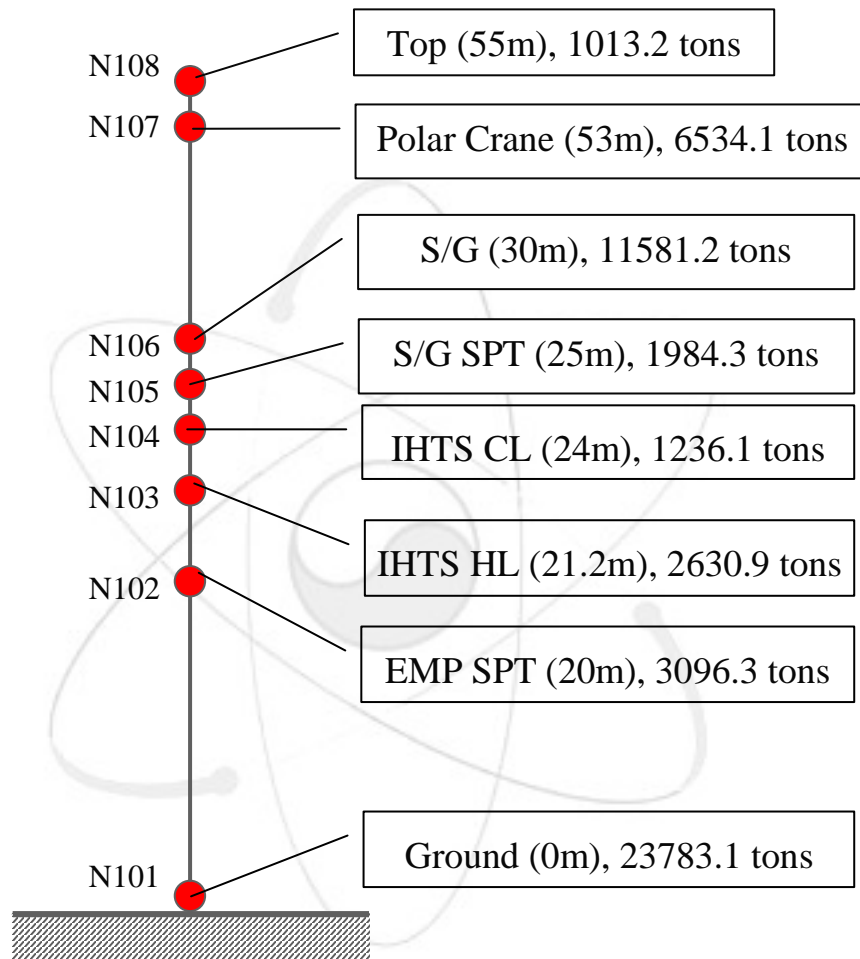 N108
Top (55m), 1013.2 tons
N107
Polar Crane (53m), 6534.1 tons
S/G (30m), 11581.2 tons
N106
S/G SPT (25m), 1984.3 tons
N105
N104
IHTS CL (24m), 1236.1 tons
N103
IHTS HL (21.2m), 2630.9 tons
N102
EMP SPT (20m), 3096.3 tons
N101
Ground (0m), 23783.1 tons